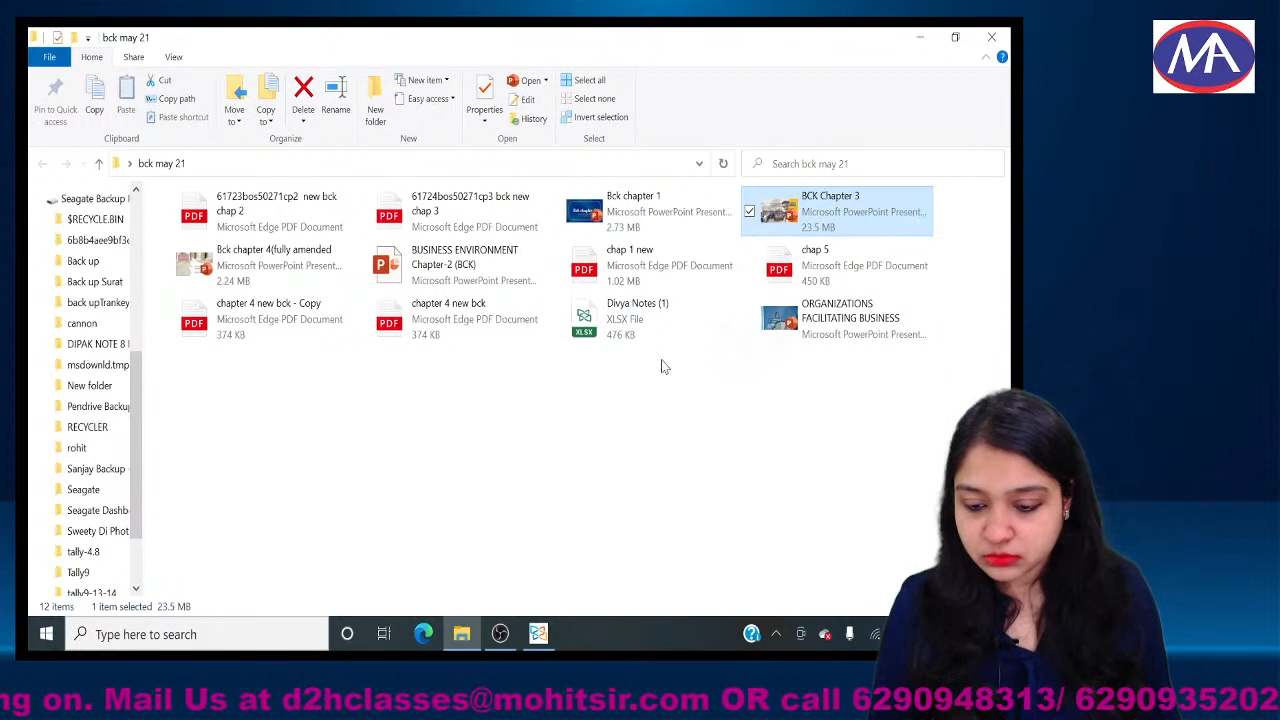 bck may 21
File
Home
Share
View
Pin to Quick
access
Copy
Paste
Cut
Copy path
Paste shortcut
Move
to
Copy
to
Delete
Rename
New
folder
New item
Easy access
Properties
Open
Edit
History
Select all
Select none
Invert selection
Clipboard
Organize
New
Open
Select
bck may 21
Search bck may 21
Seagate Backup
$RECYCLE.BIN
6b8b4aee9bf3e
Back up
Back up Surat
back upTrankey
cannon
DIPAK NOTE 8
msdownld.tmp
New folder
Pendrive Backup
RECYCLER
rohit
Sanjay Backup -
Seagate
Seagate Dashb
Sweety Di Phot
tally-4.8
Tally9
tally9-13-14
PDF
61723bos50271cp2 new bck
chap 2
Microsoft Edge PDF Document
PDF
61724bos50271cp3 bck new
chap 3
Microsoft Edge PDF Document
Bck chapter 1
Microsoft PowerPoint Present...
2.73 MB
BCK Chapter 3
Microsoft PowerPoint Present...
23.5 MB
Bck chapter 4(fully amended
Microsoft PowerPoint Present...
2.24 MB
BUSINESS ENVIRONMENT
Chapter-2 (BCK)
Microsoft PowerPoint Present...
PDF
chap 1 new
Microsoft Edge PDF Document
1.02 MB
PDF
chap 5
Microsoft Edge PDF Document
450 KB
PDF
chapter 4 new bck - Copy
Microsoft Edge PDF Document
374 KB
PDF
chapter 4 new bck
Microsoft Edge PDF Document
374 KB
XLSX
Divya Notes (1)
XLSX File
476 KB
ORGANIZATIONS
FACILITATING BUSINESS
Microsoft PowerPoint Present...
12 items
1 item selected 23.5 MB
Type here to search
MA
ng on. Mail Us at d2hclasses@mohitsir.com OR call 6290948313/ 6290935202